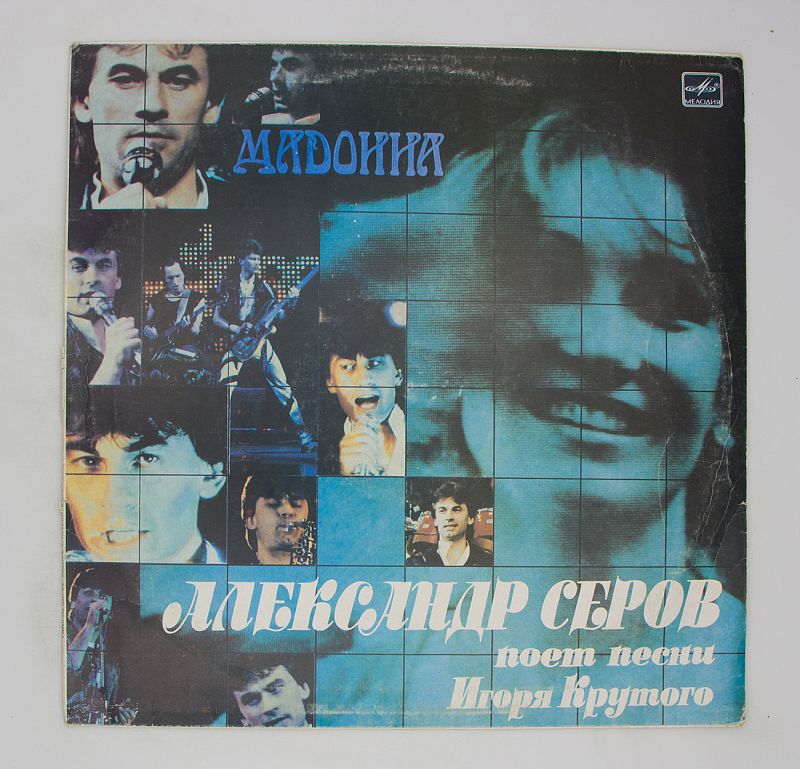 МЕЛОДИЯ
МАДОННА
АЛЕКСАНДР СЕРОВ
поет песни
Игоря Крутого